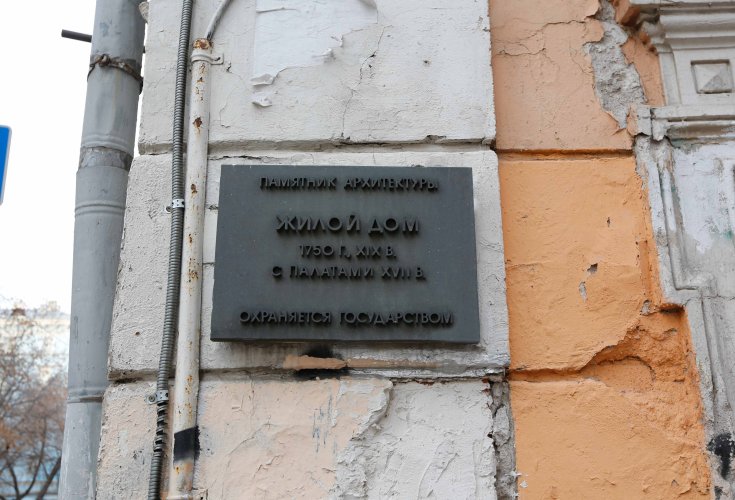 ПАМЯТНИК АРХИТЕКТУРЫ
ЖИЛОЙ ДОМ
1750 Г., XIX В.
С ПАЛАТАМИ XVII В.
ОХРАНЯЕТСЯ ГОСУДАРСТВОМ